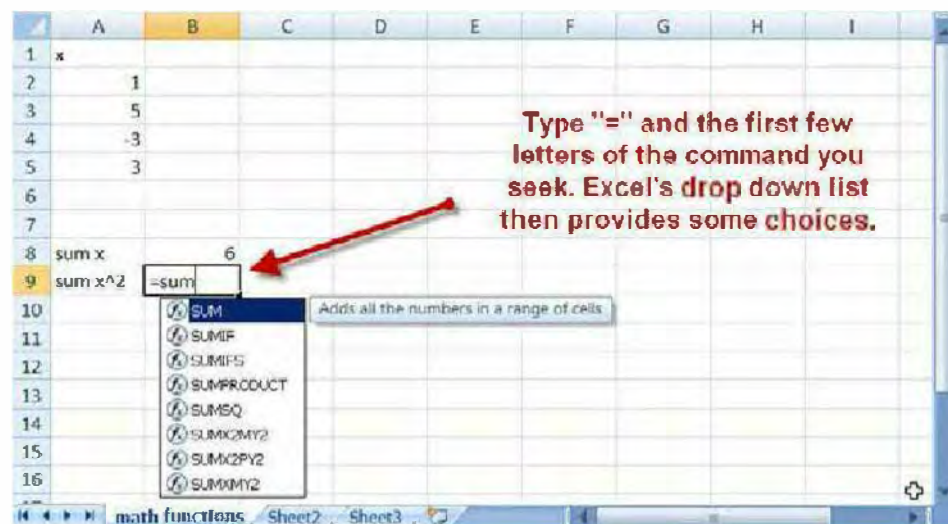 A B C D E F G H I
1 x
2 1
3 5
4 -3
5 3
6
7
8 sum x 6
9 sum x^2 =sum
10
11
12
13
14
15
16
Type "=" and the first few
letters of the command you
seek. Excel's drop down list
then provides some choices.
SUM
Adds all the numbers in a range of cells
SUMIF
SUMIFS
SUMPRODUCT
SUMSQ
SUMX2MY2
SUMX2PY2
SUMXMY2
math functions Sheet2 Sheet3